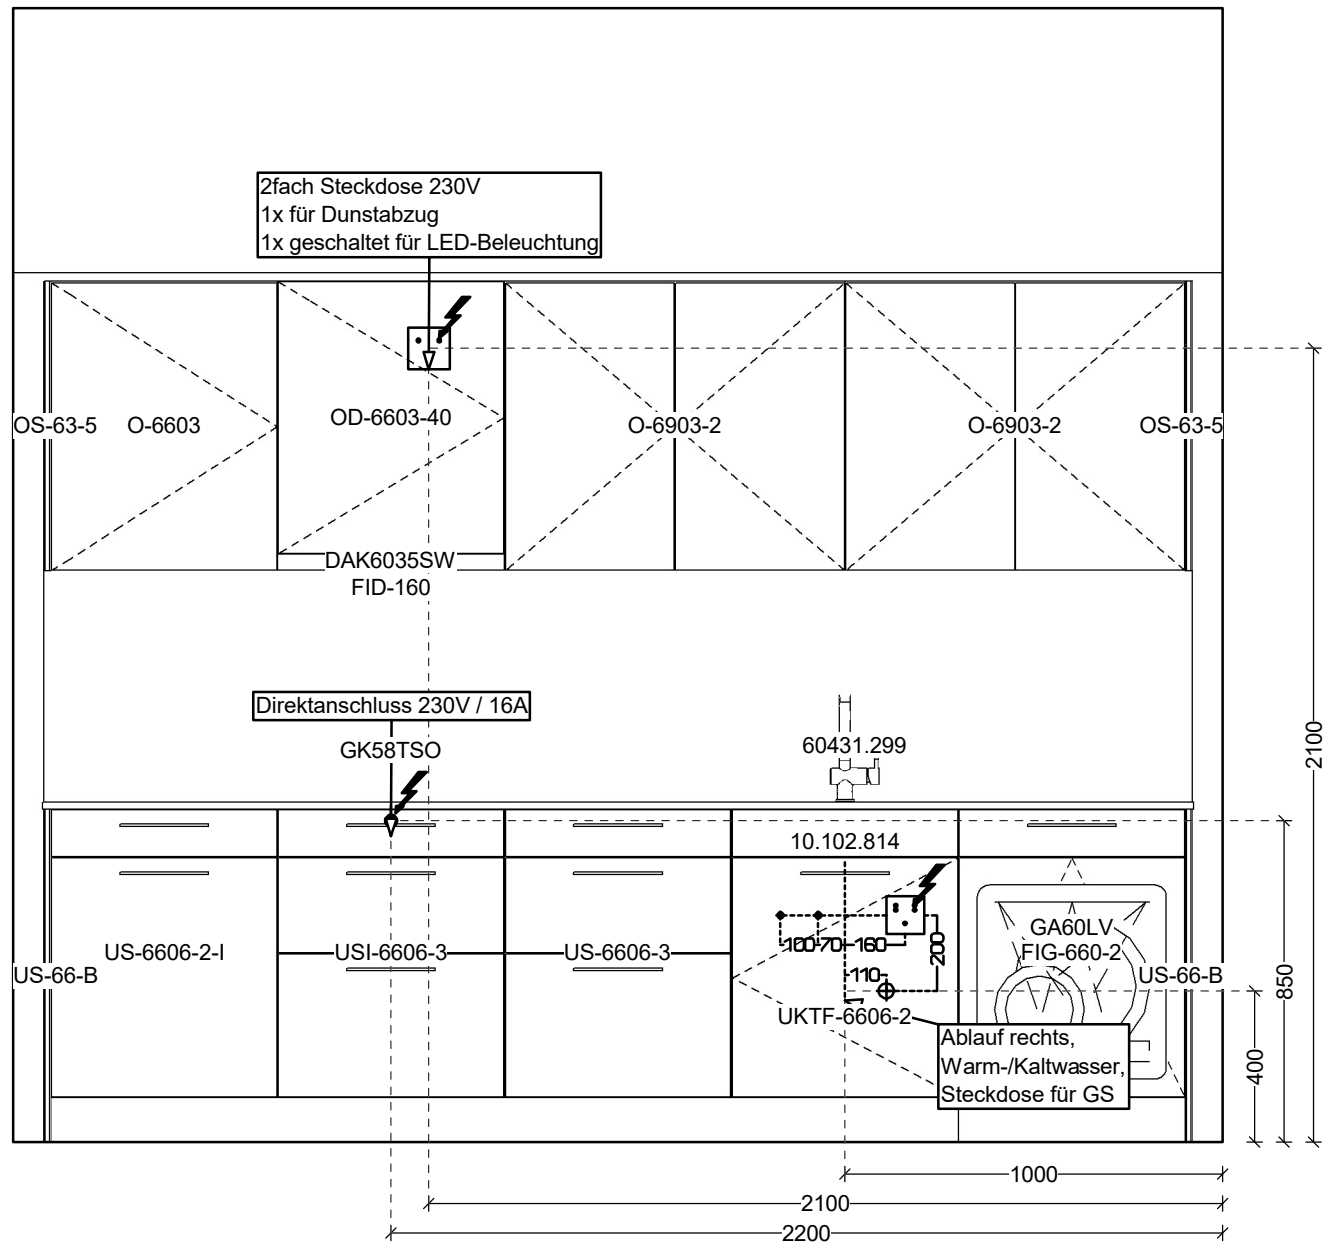 2fach Steckdose 230V
1x für Dunstabzug
1x geschaltet für LED-Beleuchtung
OS-63-5
O-6603
OD-6603-40
O-6903-2
O-6903-2
OS-63-5
DAK6035SW
FID-160
Direktanschluss 230V / 16A
GK58TSO
60431.299
2100
10.102.814
US-66-B
US-6606-2-I
USI-6606-3
US-6606-3
100
70
160
200
110
UKTF-6606-2
GA60LV
FIG-660-2
US-66-B
Ablauf rechts,
Warm-/Kaltwasser,
Steckdose für GS
850
400
1000
2100
2200